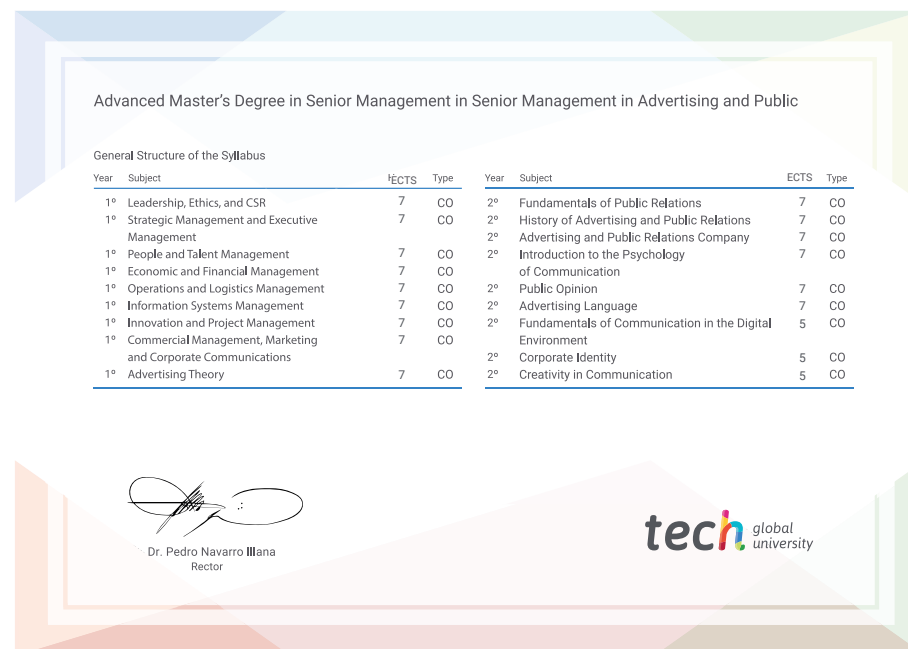 Advanced Master's Degree in Senior Management in Senior Management in Advertising and Public
General Structure of the Syllabus
Year Subject ECTS Type
1º Leadership, Ethics, and CSR 7 CO
1º Strategic Management and Executive 7 CO
Management
1º People and Talent Management 7 CO
1º Economic and Financial Management 7 CO
1º Operations and Logistics Management 7 CO
1º Information Systems Management 7 CO
1º Innovation and Project Management 7 CO
1º Commercial Management, Marketing 7 CO
and Corporate Communications
1º Advertising Theory 7 CO
Year Subject ECTS Type
2º Fundamentals of Public Relations 7 CO
2º History of Advertising and Public Relations 7 CO
2º Advertising and Public Relations Company 7 CO
2º Introduction to the Psychology 7 CO
of Communication
2º Public Opinion 7 CO
2º Advertising Language 7 CO
2º Fundamentals of Communication in the Digital 5 CO
Environment
2º Corporate Identity 5 CO
2º Creativity in Communication 5 CO
Dr. Pedro Navarro Illana
Rector
tech global
university